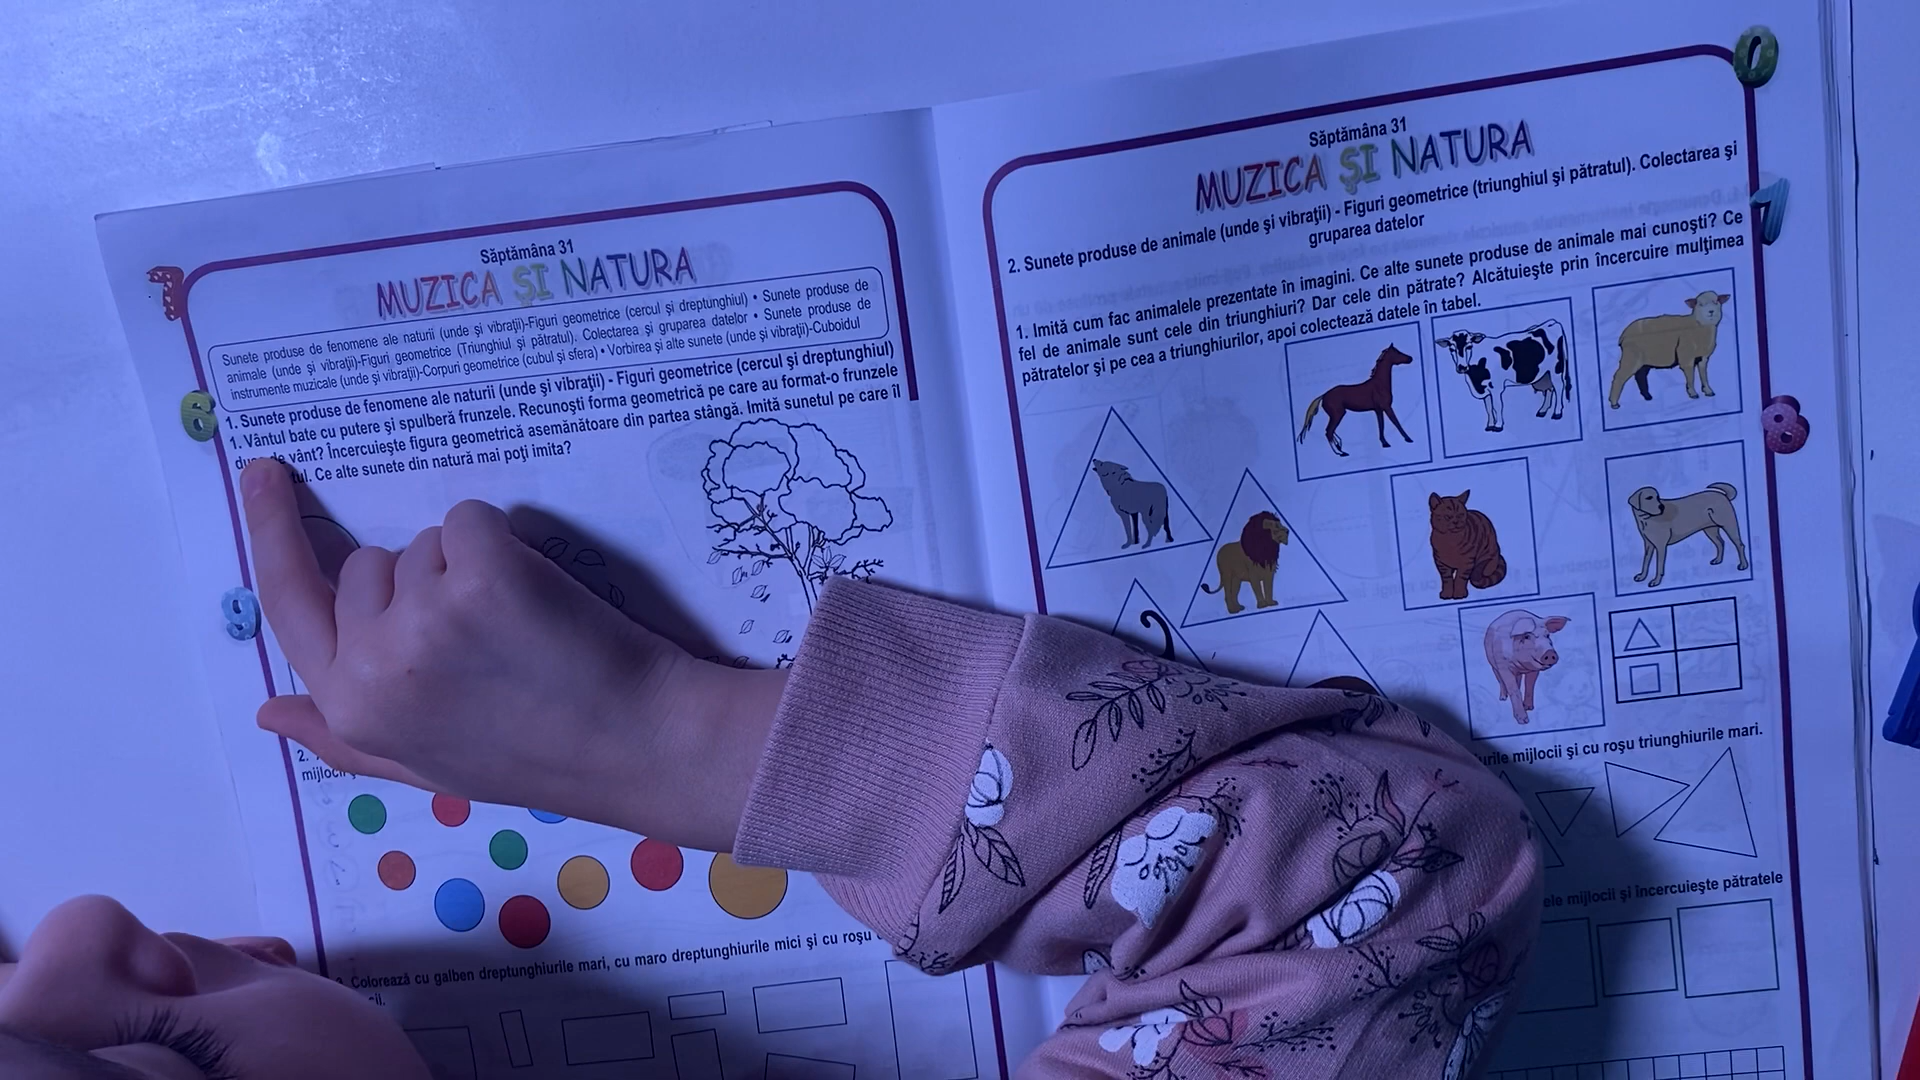 Săptămâna 31
MUZICA ȘI NATURA
Sunete produse de fenomene ale naturii (unde şi vibraţii)-Figuri geometrice (cercul şi dreptunghiul) • Sunete produse de
animale (unde şi vibraţii)-Figuri geometrice (Triunghiul şi pătratul). Colectarea şi gruparea datelor • Sunete produse de
instrumente muzicale (unde şi vibraţii)-Corpuri geometrice (cubul şi sfera) • Vorbirea şi alte sunete (unde şi vibraţii)-Cuboidul
1. Sunete produse de fenomene ale naturii (unde şi vibraţii) - Figuri geometrice (cercul şi dreptunghiul)
1. Vântul bate cu putere şi spulberă frunzele. Recunoşti forma geometrică pe care au format-o frunzele
de vânt? Încercuieşte figura geometrică asemănătoare din partea stângă. Imită sunetul pe care îl
Ce alte sunete din natură mai poţi imita?
2.
3. Colorează cu galben dreptunghiurile mari, cu maro dreptunghiurile mici şi cu roşu
7
6
9
Săptămâna 31
MUZICA ŞI NATURA
2. Sunete produse de animale (unde şi vibraţii) - Figuri geometrice (triunghiul şi pătratul). Colectarea şi
gruparea datelor
1. Imită cum fac animalele prezentate în imagini. Ce alte sunete produse de animale mai cunoşti? Ce
fel de animale sunt cele din triunghiuri? Dar cele din pătrate? Alcătuieşte prin încercuire mulţimea
pătratelor şi pe cea a triunghiurilor, apoi colectează datele în tabel.
mijlocii şi cu roşu triunghiurile mari.
mijlocii şi încercuieşte pătratele
0
1
8